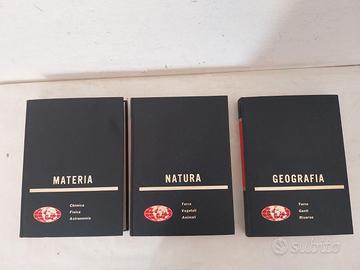 MATERIA
Chimica
Fisica
Astronomia
NATURA
Terra
Vegetali
Animali
GEOGRAFIA
Terre
Genti
Risorse
subito